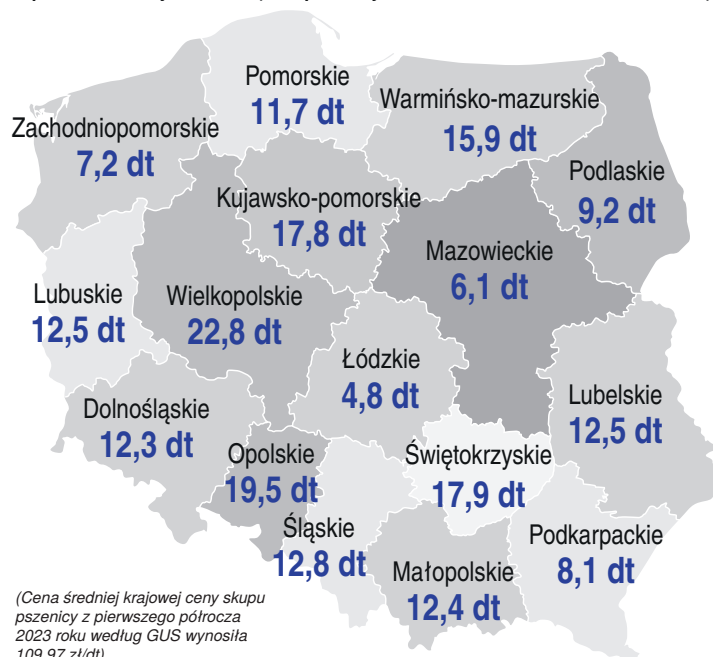 Pomorskie
11,7 dt
Warmińsko-mazurskie
15,9 dt
Zachodniopomorskie
7,2 dt
Podlaskie
9,2 dt
Kujawsko-pomorskie
17,8 dt
Mazowieckie
6,1 dt
Lubuskie
12,5 dt
Wielkopolskie
22,8 dt
Łódzkie
4,8 dt
Lubelskie
12,5 dt
Dolnośląskie
12,3 dt
Opolskie
19,5 dt
Świętokrzyskie
17,9 dt
Śląskie
12,8 dt
Podkarpackie
8,1 dt
Małopolskie
12,4 dt
(Cena średniej krajowej ceny skupu
pszenicy z pierwszego półrocza
2023 roku według GUS wynosiła
109,97 zł/dt)